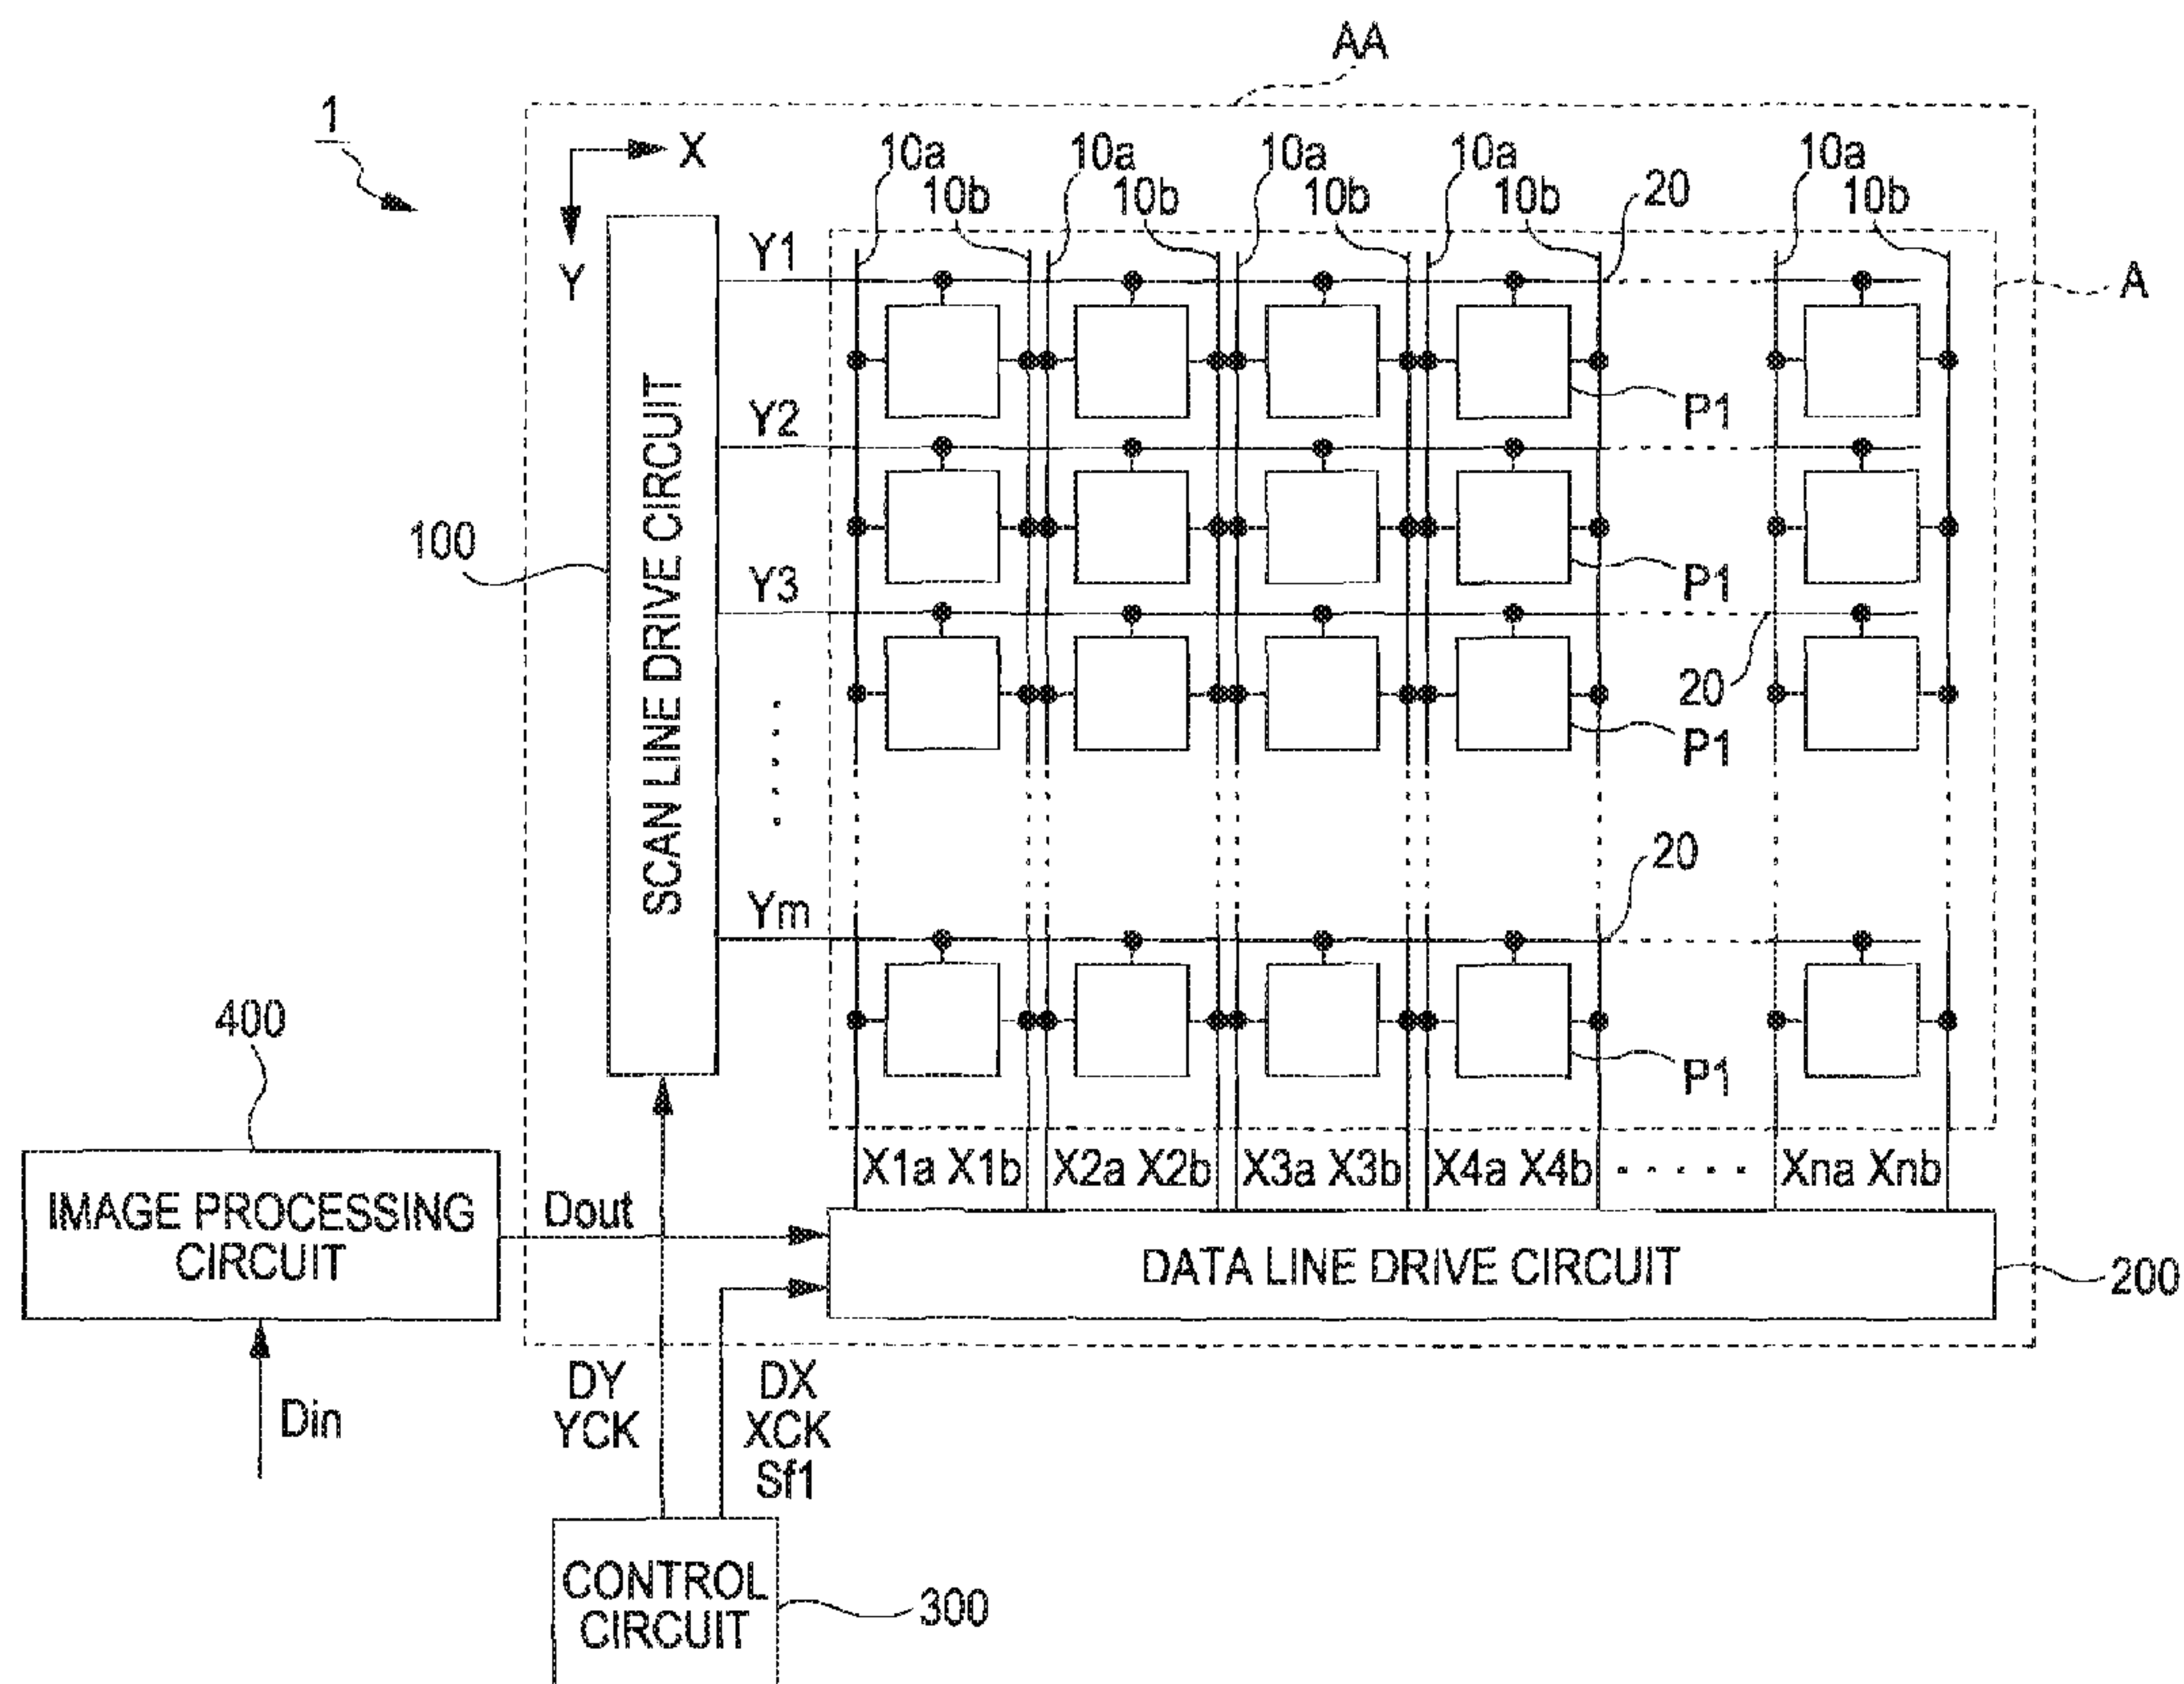 AA
1
X
Y
10a 10a 10a 10a 10a
10b 10b 10b 10b 20 10b
Y1
A
P1
Y2
SCAN LINE DRIVE CIRCUIT
100
P1
Y3
20
P1
20
Ym
400
P1
X1a X1b X2a X2b X3a X3b X4a X4b Xna Xnb
IMAGE PROCESSING
CIRCUIT
Dout
DATA LINE DRIVE CIRCUIT
200
Din
DY
YCK
DX
XCK
Sf1
CONTROL
CIRCUIT
300